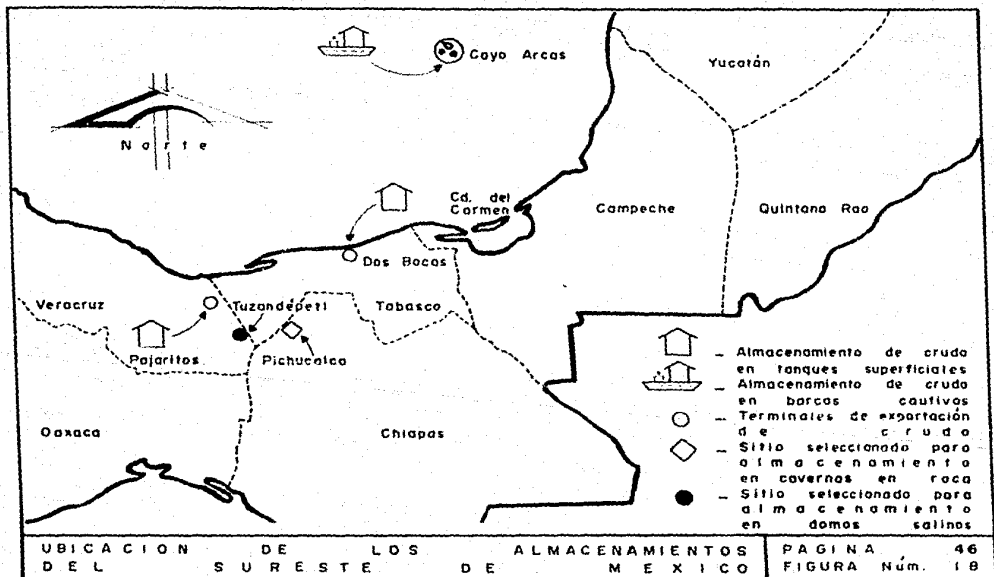 Cayo Arcas
Yucatán
Norte
Cd. del
Carmen
Campeche
Quintana Roo
Dos Bocas
Veracruz
Tuzandépetl
Tabasco
Pajaritos
Pichucalco
Oaxaca
Chiapas
- Almacenamiento de crudo
en tanques superficiales
- Almacenamiento de crudo
en barcos cautivos
- Terminales de exportación
de crudo
- Sitio seleccionado para
almacenamiento
en cavernas en roca
- Sitio seleccionado para
almacenamiento
en domos salinos
UBICACION DE LOS ALMACENAMIENTOS
DEL SURESTE DE MEXICO
PAGINA 46
FIGURA Núm. 18